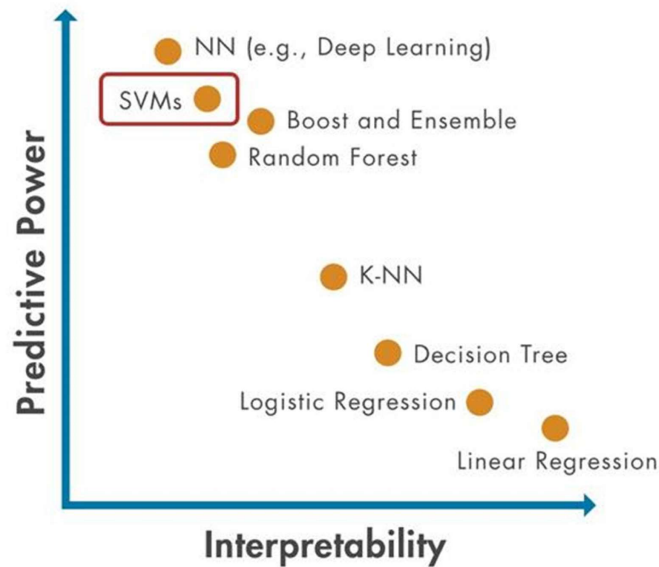 NN (e.g., Deep Learning)
SVMs
Boost and Ensemble
Random Forest
K-NN
Decision Tree
Logistic Regression
Linear Regression
Predictive Power
Interpretability